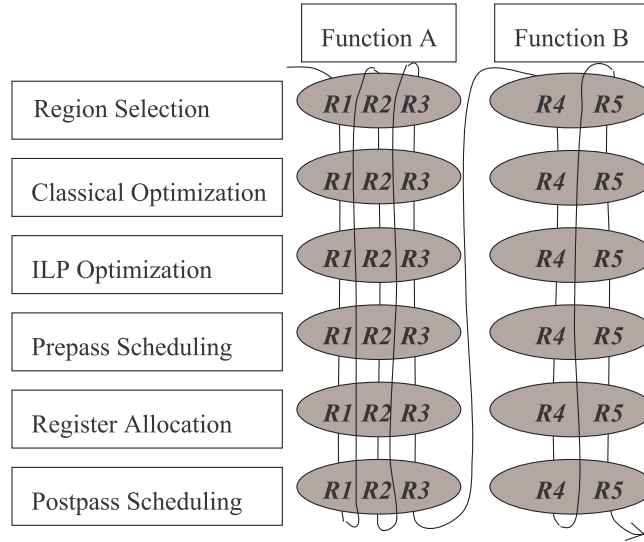 Function A Function B
Region Selection R1 R2 R3 R4 R5
Classical Optimization R1 R2 R3 R4 R5
ILP Optimization R1 R2 R3 R4 R5
Prepass Scheduling R1 R2 R3 R4 R5
Register Allocation R1 R2 R3 R4 R5
Postpass Scheduling R1 R2 R3 R4 R5